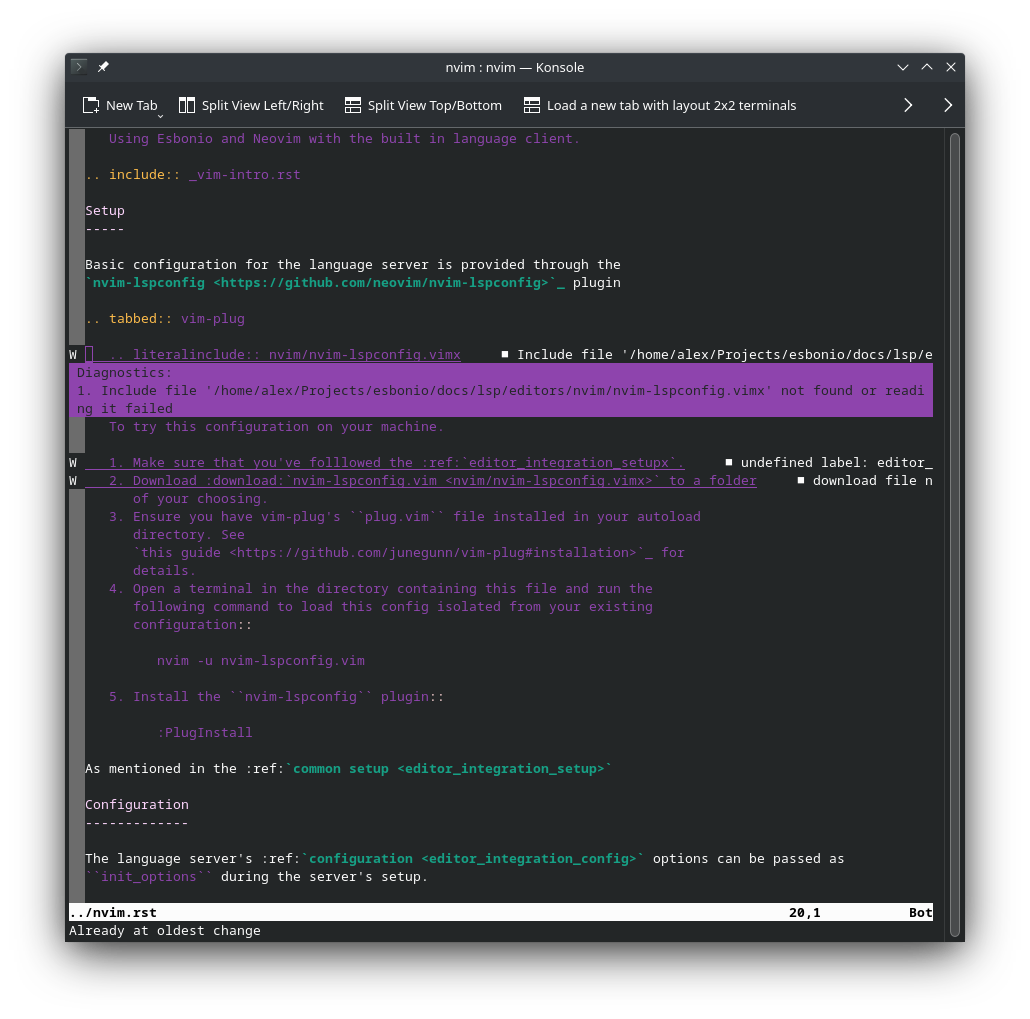 nvim : nvim — Konsole
New Tab Split View Left/Right Split View Top/Bottom Load a new tab with layout 2x2 terminals
Using Esbonio and Neovim with the built in language client.
.. include:: _vim-intro.rst
Setup
-----
Basic configuration for the language server is provided through the
`nvim-lspconfig <https://github.com/neovim/nvim-lspconfig>`_ plugin
.. tabbed:: vim-plug
W .. literalinclude:: nvim/nvim-lspconfig.vimx ■ Include file '/home/alex/Projects/esbonio/docs/lsp/e
Diagnostics:
1. Include file '/home/alex/Projects/esbonio/docs/lsp/editors/nvim/nvim-lspconfig.vimx' not found or readi
ng it failed
To try this configuration on your machine.
W 1. Make sure that you've folllowed the :ref:`editor_integration_setupx`. ■ undefined label: editor_
W 2. Download :download:`nvim-lspconfig.vim <nvim/nvim-lspconfig.vimx>` to a folder ■ download file n
of your choosing.
3. Ensure you have vim-plug's ``plug.vim`` file installed in your autoload
directory. See
`this guide <https://github.com/junegunn/vim-plug#installation>`_ for
details.
4. Open a terminal in the directory containing this file and run the
following command to load this config isolated from your existing
configuration::
nvim -u nvim-lspconfig.vim
5. Install the ``nvim-lspconfig`` plugin::
:PlugInstall
As mentioned in the :ref:`common setup <editor_integration_setup>`
Configuration
-------------
The language server's :ref:`configuration <editor_integration_config>` options can be passed as
``init_options`` during the server's setup.
../nvim.rst 20,1 Bot
Already at oldest change